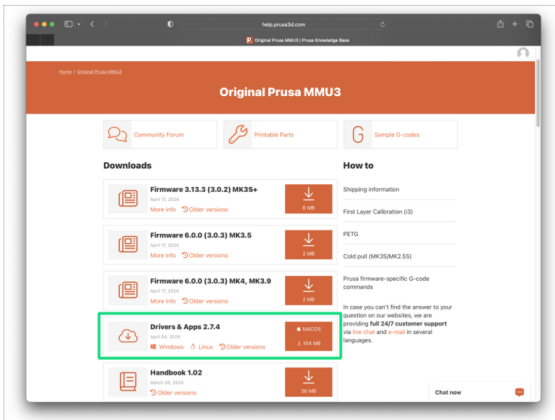 help.prusa3d.com
Original Prusa MMU3 | Prusa Knowledge Base
Home / Original Prusa MMU3
Original Prusa MMU3
Community Forum
Printable Parts
Sample G-codes
Downloads
How to
Firmware 3.13.3 (3.0.2) MK3S+
April 17, 2024
More info Older versions
6 MB
Firmware 6.0.0 (3.0.3) MK3.5
April 17, 2024
More info Older versions
2 MB
Firmware 6.0.0 (3.0.3) MK4, MK3.9
April 17, 2024
More info Older versions
2 MB
Drivers & Apps 2.7.4
April 04, 2024
Windows Linux Older versions
MACOS
104 MB
Handbook 1.02
March 26, 2024
Older versions
30 MB
Shipping information
First Layer Calibration (i3)
PETG
Cold pull (MK3S/MK2.5S)
Prusa firmware-specific G-code
commands
In case you can't find the answer to your
question on our websites, we are
providing full 24/7 customer support
via live chat and e-mail in several
languages.
Chat now